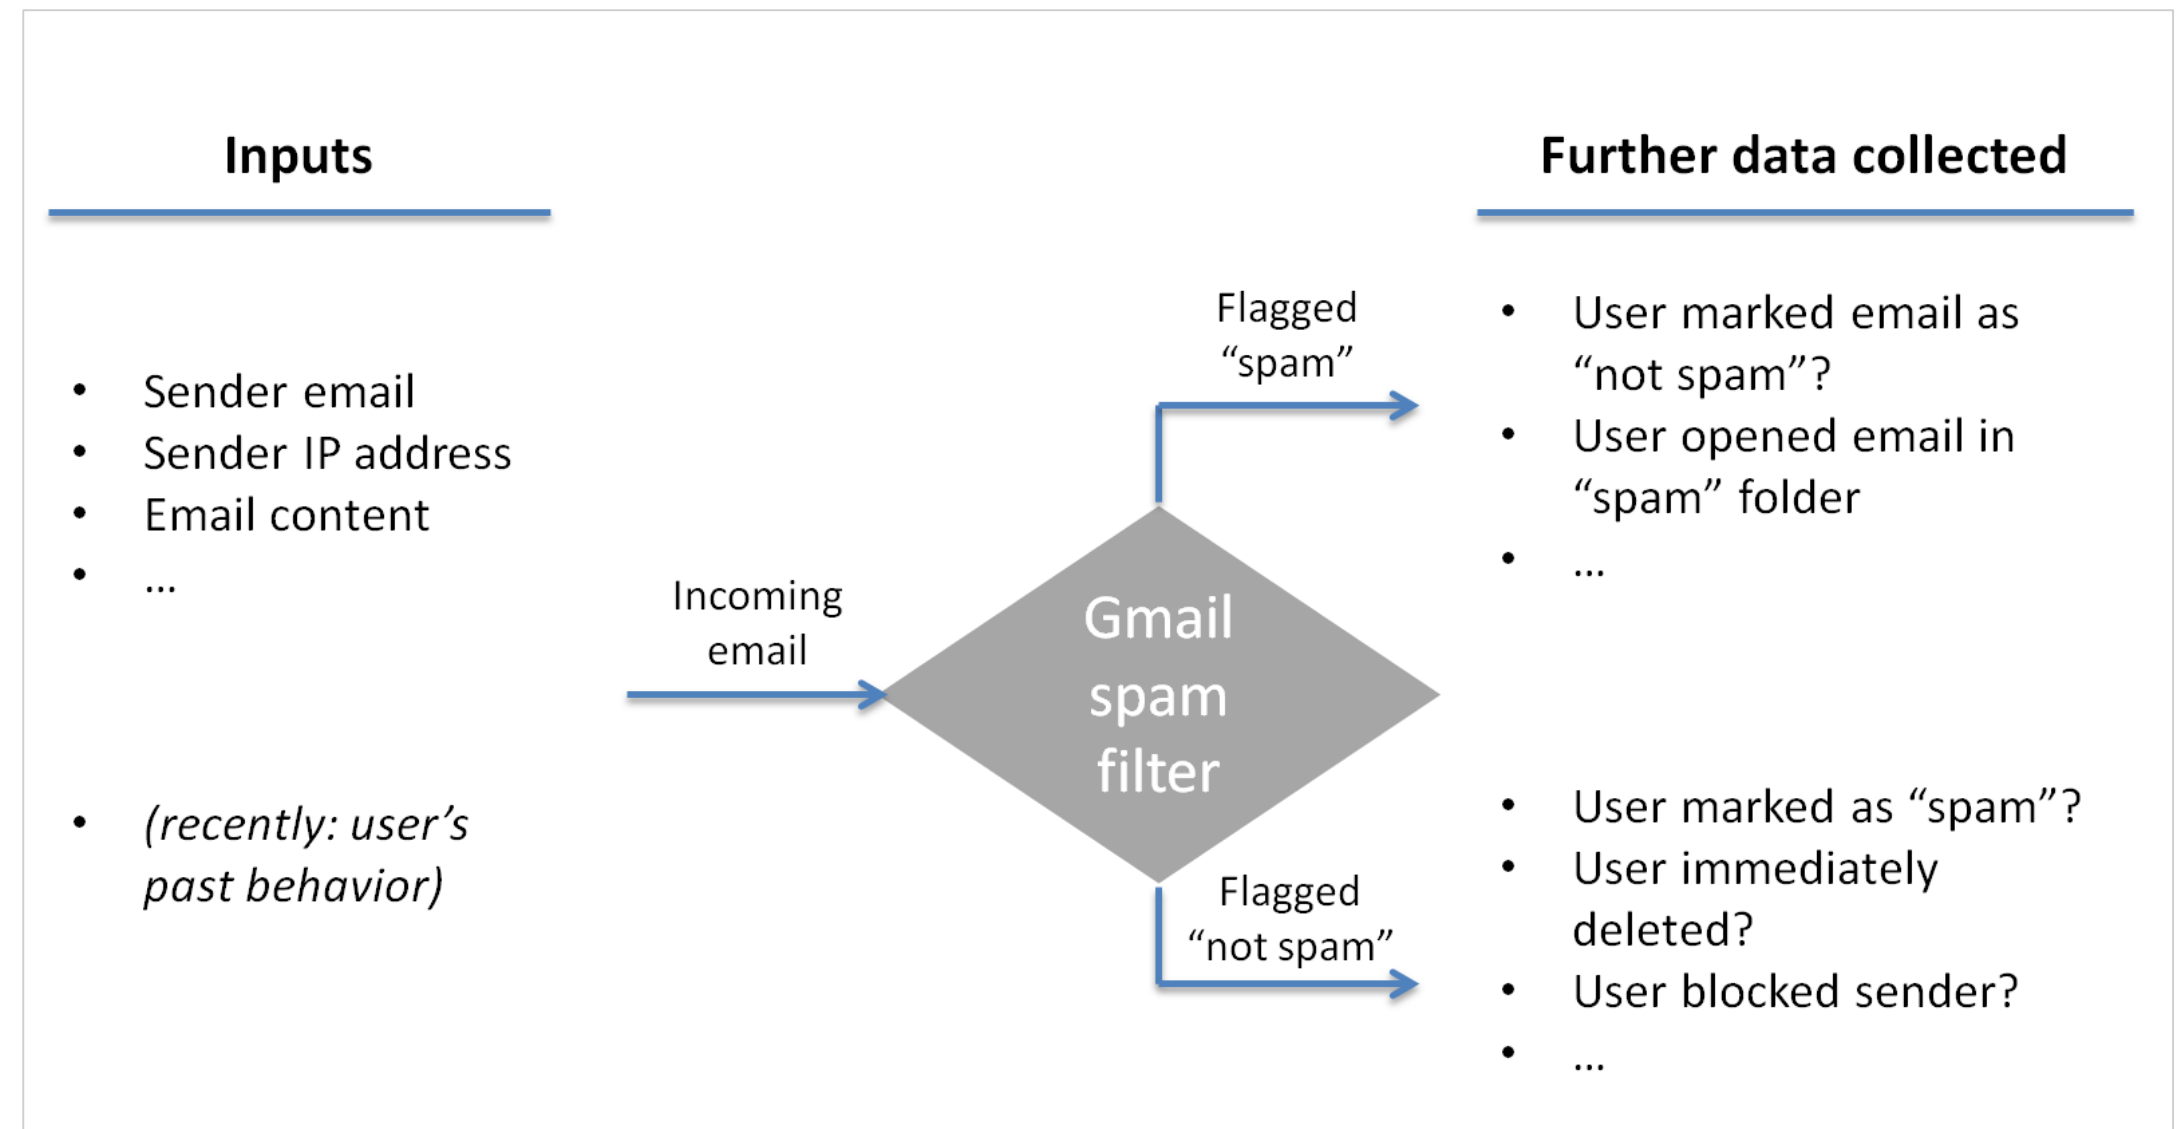 Inputs
• Sender email
• Sender IP address
• Email content
• ...
• (recently: user’s
past behavior)
Incoming
email
Gmail
spam
filter
Flagged
“spam”
Flagged
“not spam”
Further data collected
• User marked email as
“not spam”?
• User opened email in
“spam” folder
• ...
• User marked as “spam”?
• User immediately
deleted?
• User blocked sender?
• ...